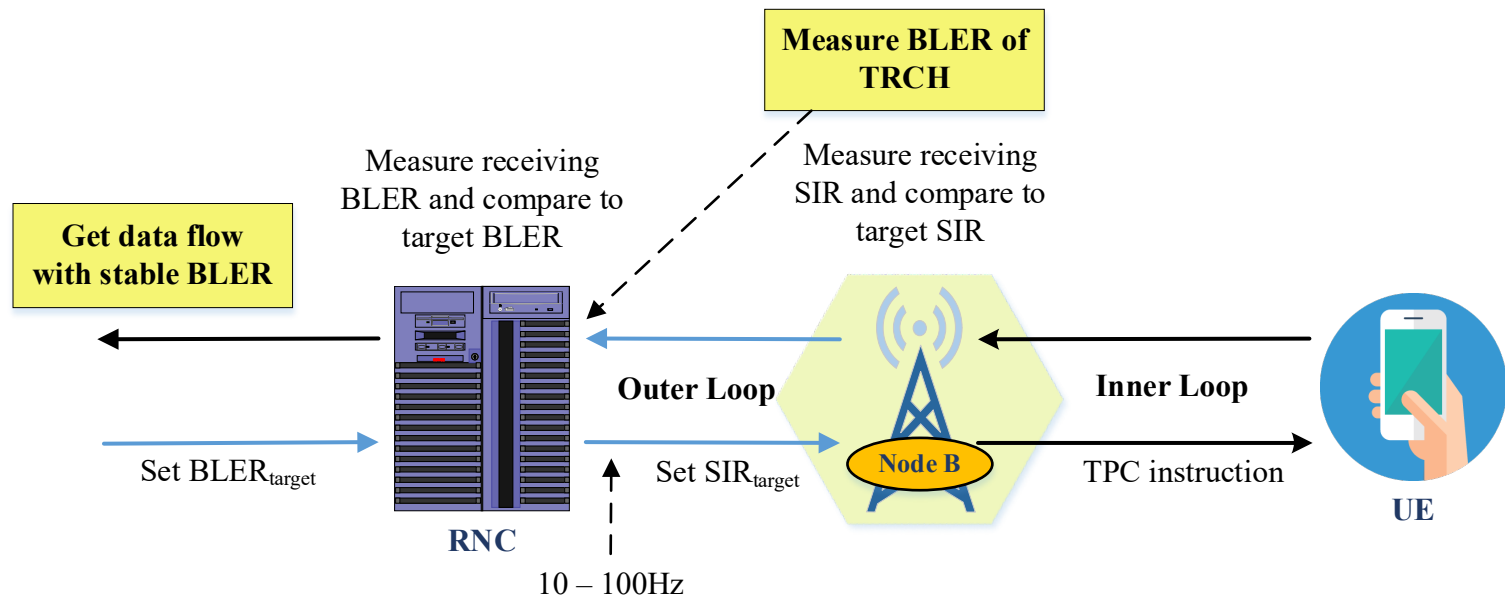 Measure BLER of
TRCH
Measure receiving
BLER and compare to
target BLER
Measure receiving
SIR and compare to
target SIR
Get data flow
with stable BLER
Outer Loop
Inner Loop
Set BLERtarget
Set SIRtarget
Node B
TPC instruction
RNC
UE
10 – 100Hz